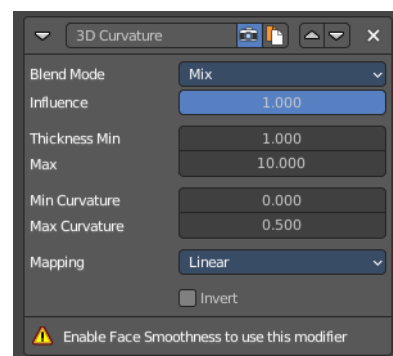 3D Curvature
Blend Mode Mix
Influence 1.000
Thickness Min 1.000
Max 10.000
Min Curvature 0.000
Max Curvature 0.500
Mapping Linear
Invert
Enable Face Smoothness to use this modifier